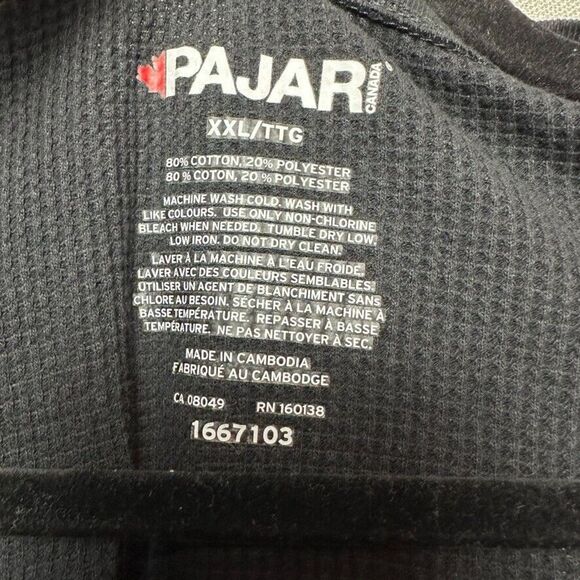 PAJAR
CANADA
XXL/TTG
80% COTTON, 20% POLYESTER
80% COTON, 20% POLYESTER
MACHINE WASH COLD. WASH WITH
LIKE COLOURS. USE ONLY NON-CHLORINE
BLEACH WHEN NEEDED. TUMBLE DRY LOW.
LOW IRON. DO NOT DRY CLEAN.
LAVER À LA MACHINE À L'EAU FROIDE.
LAVER AVEC DES COULEURS SEMBLABLES.
UTILISER UN AGENT DE BLANCHIMENT SANS
CHLORE AU BESOIN. SÉCHER À LA MACHINE À
BASSE TEMPÉRATURE. REPASSER À BASSE
TEMPÉRATURE. NE PAS NETTOYER À SEC.
MADE IN CAMBODIA
FABRIQUÉ AU CAMBODGE
CA 08049 RN 160138
1667103